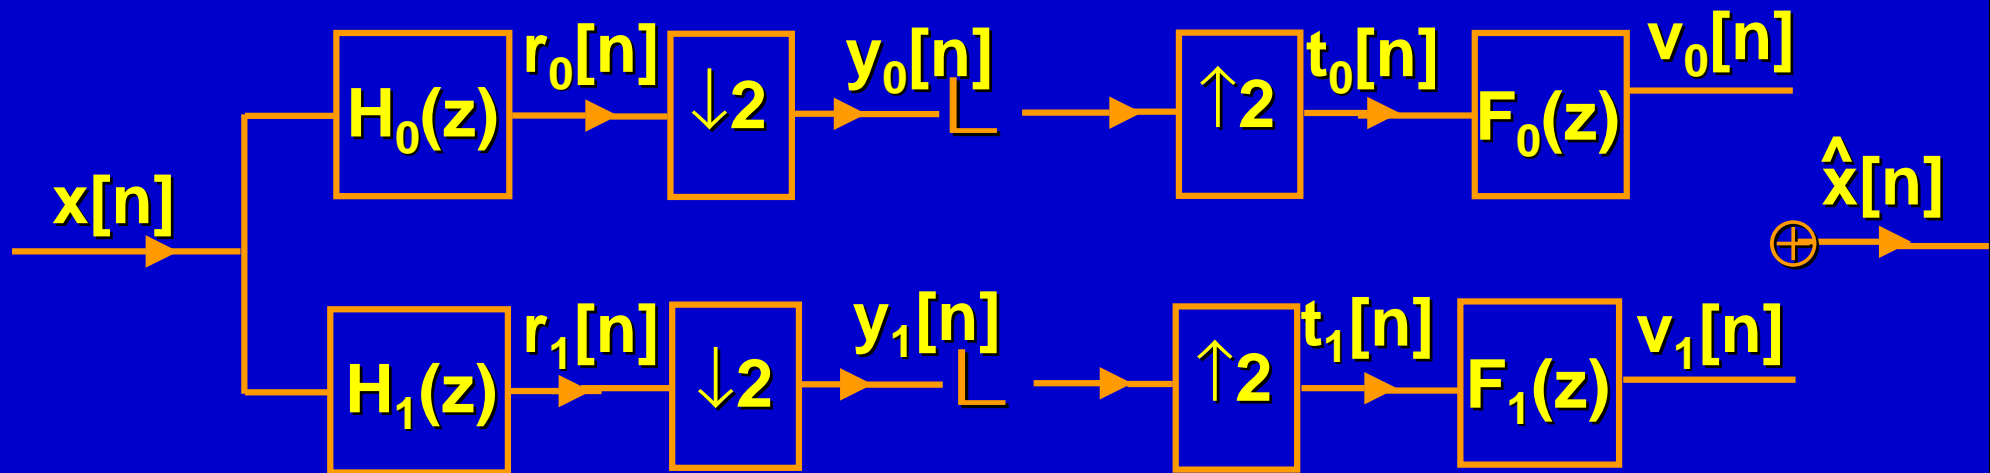 x[n]
H₀(z)
r₀[n]
↓2
y₀[n]
↑2
t₀[n]
F₀(z)
v₀[n]
H₁(z)
r₁[n]
↓2
y₁[n]
↑2
t₁[n]
F₁(z)
v₁[n]
x̂[n]